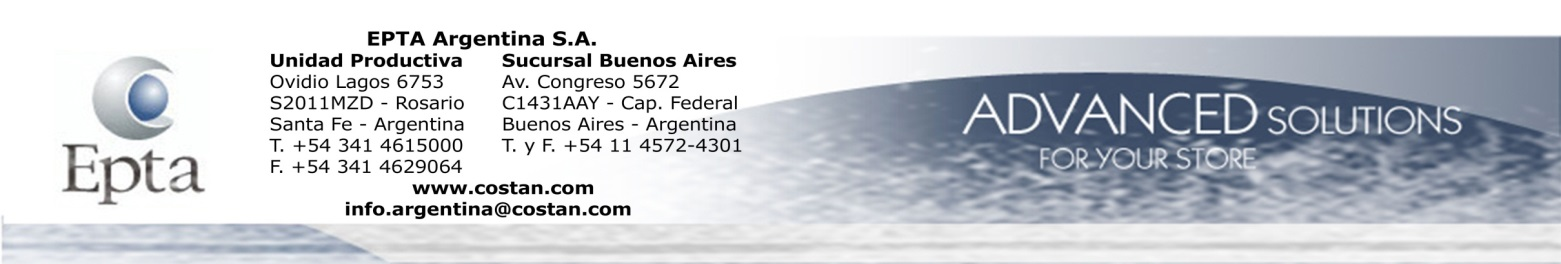 Epta
EPTA Argentina S.A.
Unidad Productiva
Ovidio Lagos 6753
S2011MZD - Rosario
Santa Fe - Argentina
T. +54 341 4615000
F. +54 341 4629064
Sucursal Buenos Aires
Av. Congreso 5672
C1431AAY - Cap. Federal
Buenos Aires - Argentina
T. y F. +54 11 4572-4301
www.costan.com
info.argentina@costan.com
ADVANCED SOLUTIONS
FOR YOUR STORE